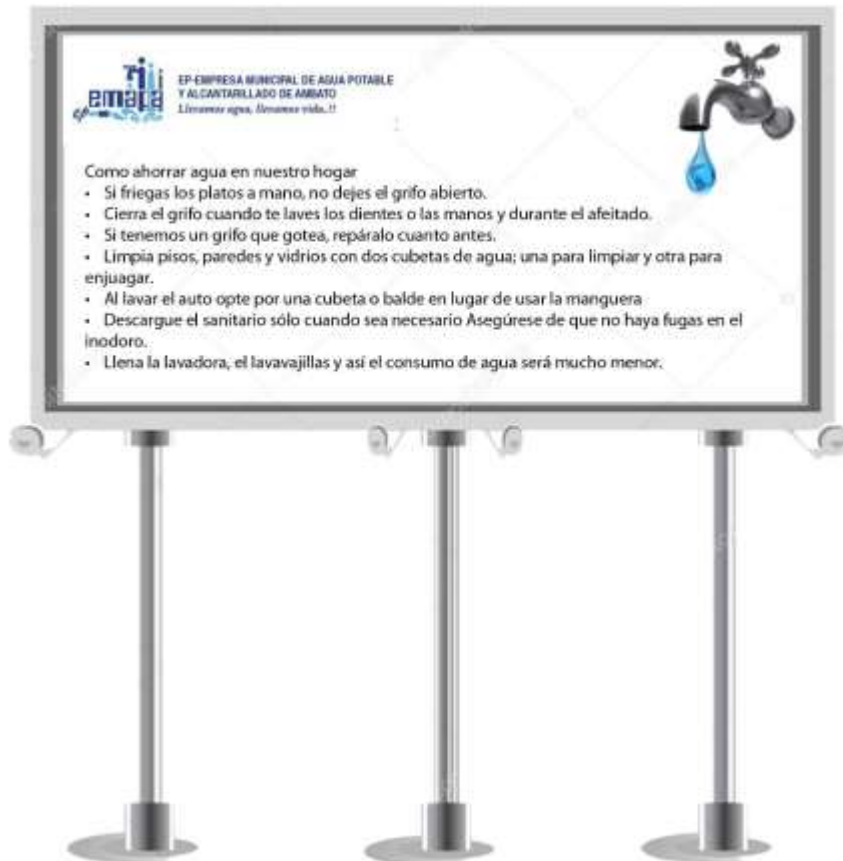 emapa
ep
EP-EMPRESA MUNICIPAL DE AGUA POTABLE
Y ALCANTARILLADO DE AMBATO
Llevamos agua, llevamos vida.!!
Como ahorrar agua en nuestro hogar
• Si friegas los platos a mano, no dejes el grifo abierto.
• Cierra el grifo cuando te laves los dientes o las manos y durante el afeitado.
• Si tenemos un grifo que gotea, repáralo cuanto antes.
• Limpia pisos, paredes y vidrios con dos cubetas de agua; una para limpiar y otra para
enjuagar.
• Al lavar el auto opte por una cubeta o balde en lugar de usar la manguera
• Descargue el sanitario sólo cuando sea necesario Asegúrese de que no haya fugas en el
inodoro.
• Llena la lavadora, el lavavajillas y así el consumo de agua será mucho menor.